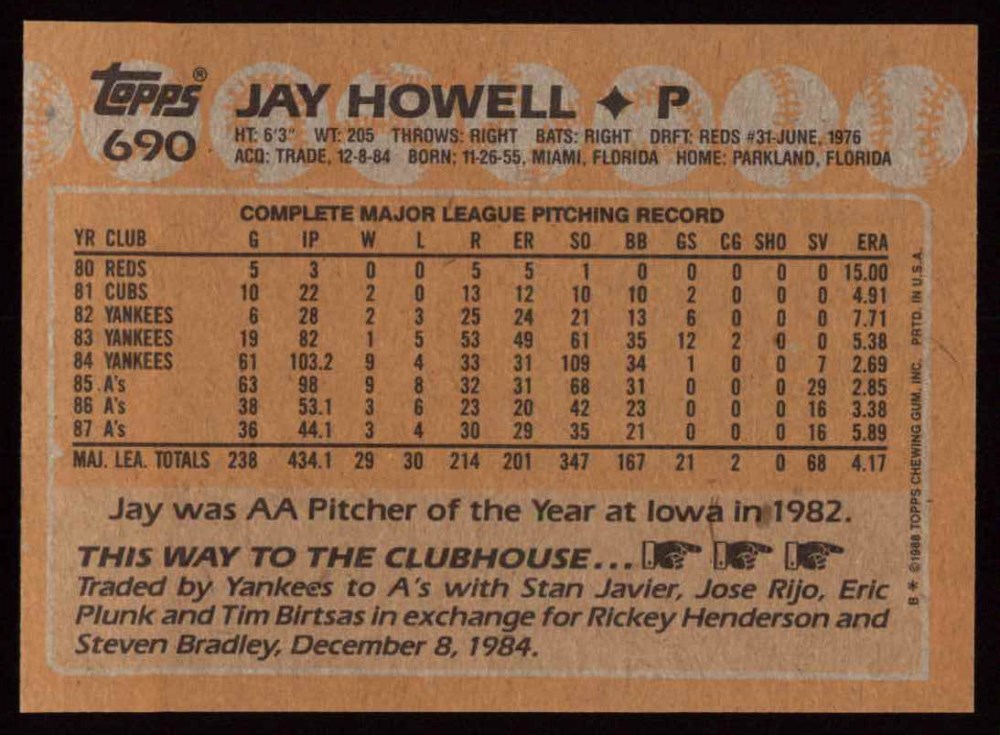 Topps®
690
JAY HOWELL ✦ P
HT: 6'3" WT: 205 THROWS: RIGHT BATS: RIGHT DRFT: REDS #31-JUNE, 1976
ACQ: TRADE, 12-8-84 BORN: 11-26-55, MIAMI, FLORIDA HOME: PARKLAND, FLORIDA
COMPLETE MAJOR LEAGUE PITCHING RECORD
YR CLUB G IP W L R ER SO BB GS CG SHO SV ERA
80 REDS 5 3 0 0 5 5 1 0 0 0 0 0 15.00
81 CUBS 10 22 2 0 13 12 10 10 2 0 0 0 4.91
82 YANKEES 6 28 2 3 25 24 21 13 6 0 0 0 7.71
83 YANKEES 19 82 1 5 53 49 61 35 12 2 0 0 5.38
84 YANKEES 61 103.2 9 4 33 31 109 34 1 0 0 7 2.69
85 A's 63 98 9 8 32 31 68 31 0 0 0 29 2.85
86 A's 38 53.1 3 6 23 20 42 23 0 0 0 16 3.38
87 A's 36 44.1 3 4 30 29 35 21 0 0 0 16 5.89
MAJ. LEA. TOTALS 238 434.1 29 30 214 201 347 167 21 2 0 68 4.17
Jay was AA Pitcher of the Year at Iowa in 1982.
THIS WAY TO THE CLUBHOUSE...
Traded by Yankees to A's with Stan Javier, Jose Rijo, Eric
Plunk and Tim Birtsas in exchange for Rickey Henderson and
Steven Bradley, December 8, 1984.
B * ©1988 TOPPS CHEWING GUM, INC. PRTD. IN U.S.A.